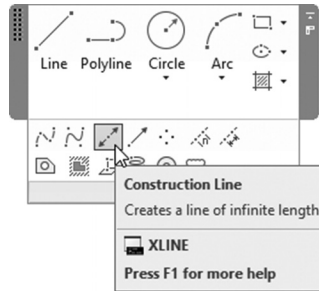 Line Polyline Circle Arc
Construction Line
Creates a line of infinite length
XLINE
Press F1 for more help